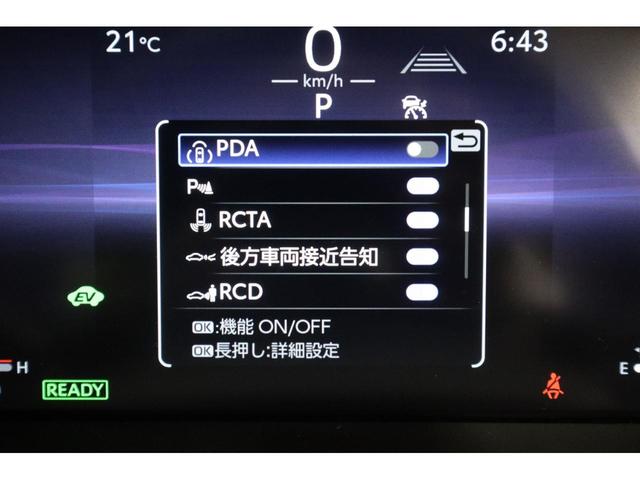 21℃
0
6:43
km/h
P
PDA
P
RCTA
後方車両接近告知
RCD
EV
OK:機能 ON/OFF
OK長押し:詳細設定
H
E
READY